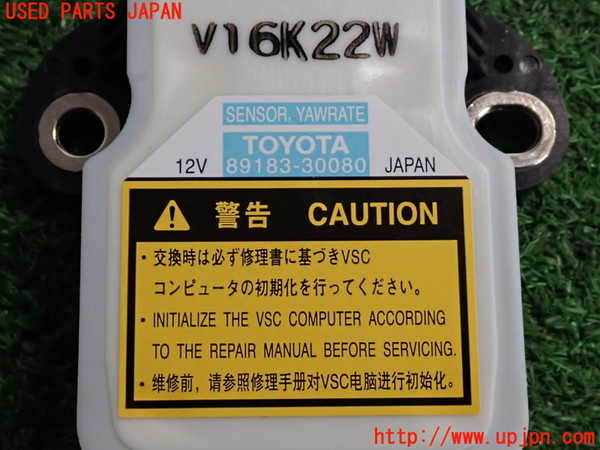 USED PARTS JAPAN
V16K22W
SENSOR, YAWRATE
TOYOTA
12V 89183-30080 JAPAN
警告 CAUTION
・交換時は必ず修理書に基づきVSC
コンピュータの初期化を行ってください。
・INITIALIZE THE VSC COMPUTER ACCORDING
TO THE REPAIR MANUAL BEFORE SERVICING.
・维修前，请参照修理手册对VSC电脑进行初始化。
http://www.upjpn.com/